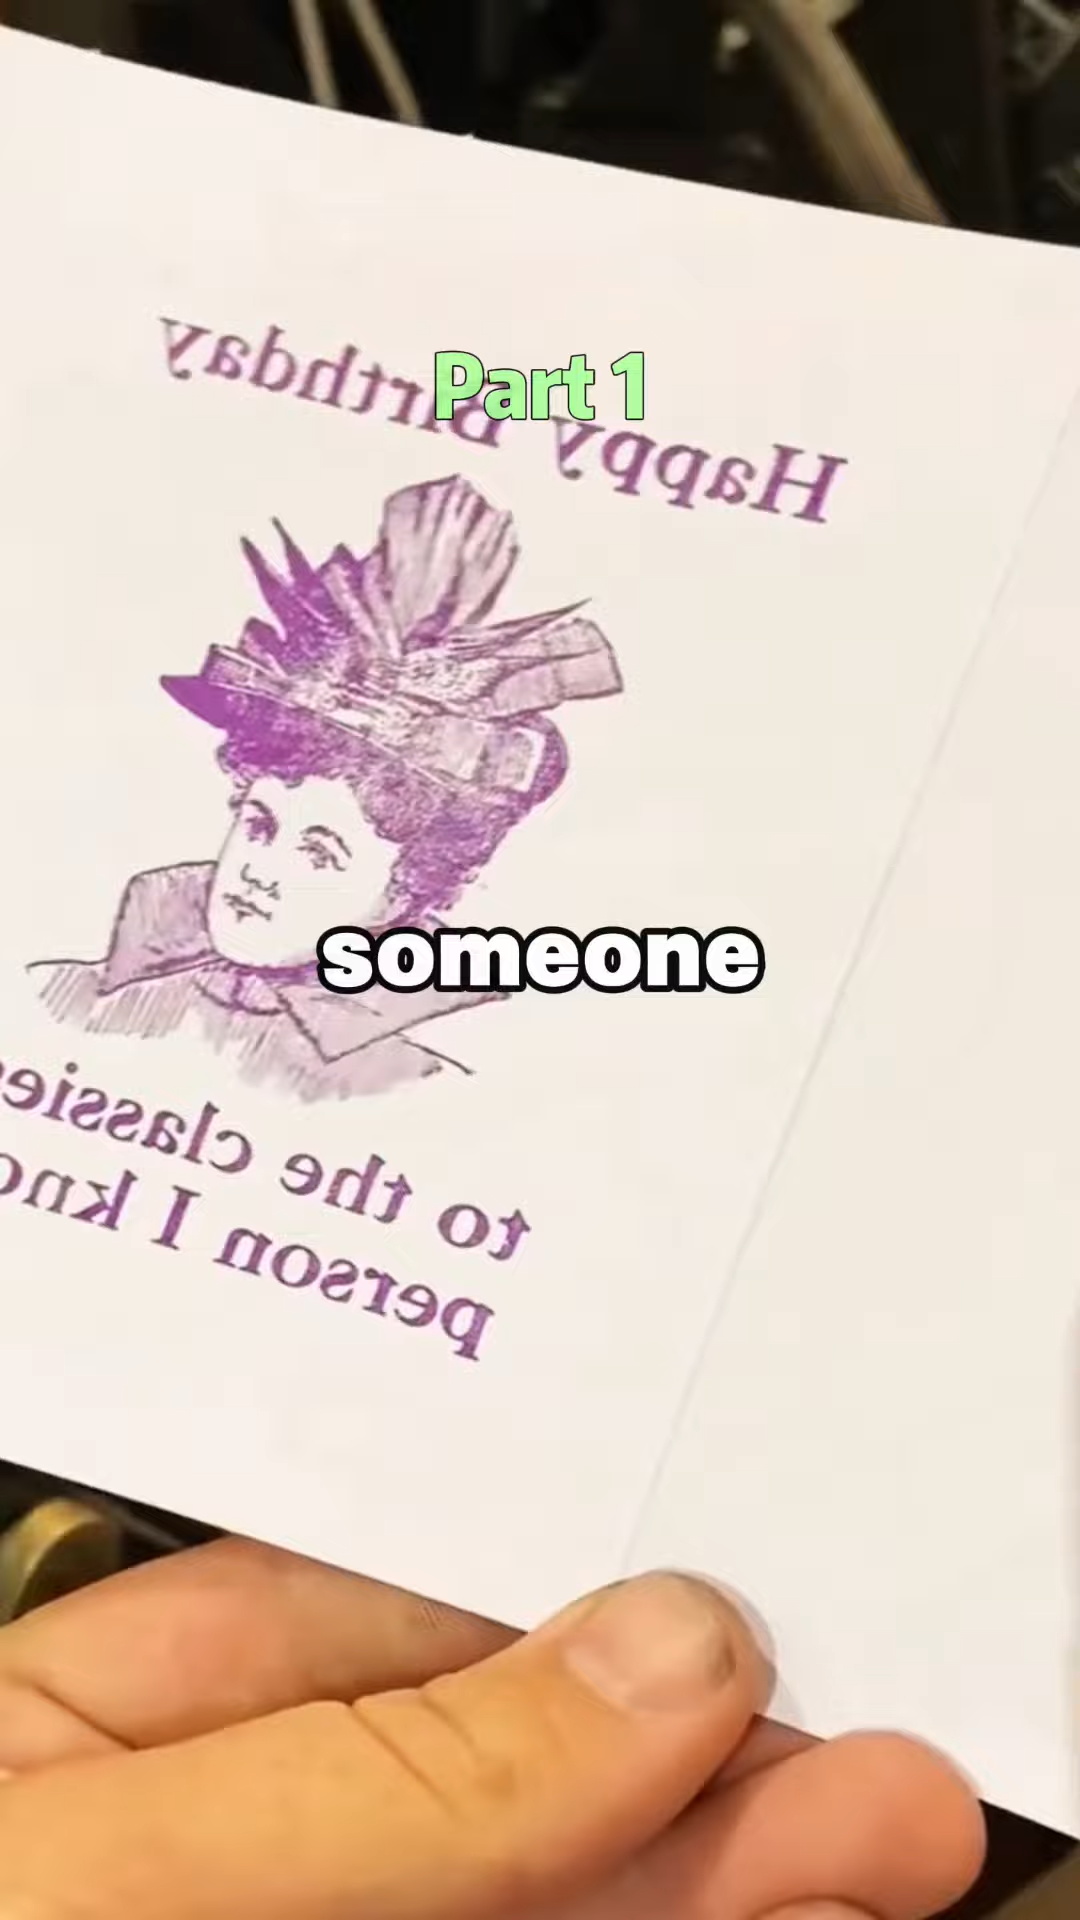 Happy Birthday
Part 1
someone
to the
person I